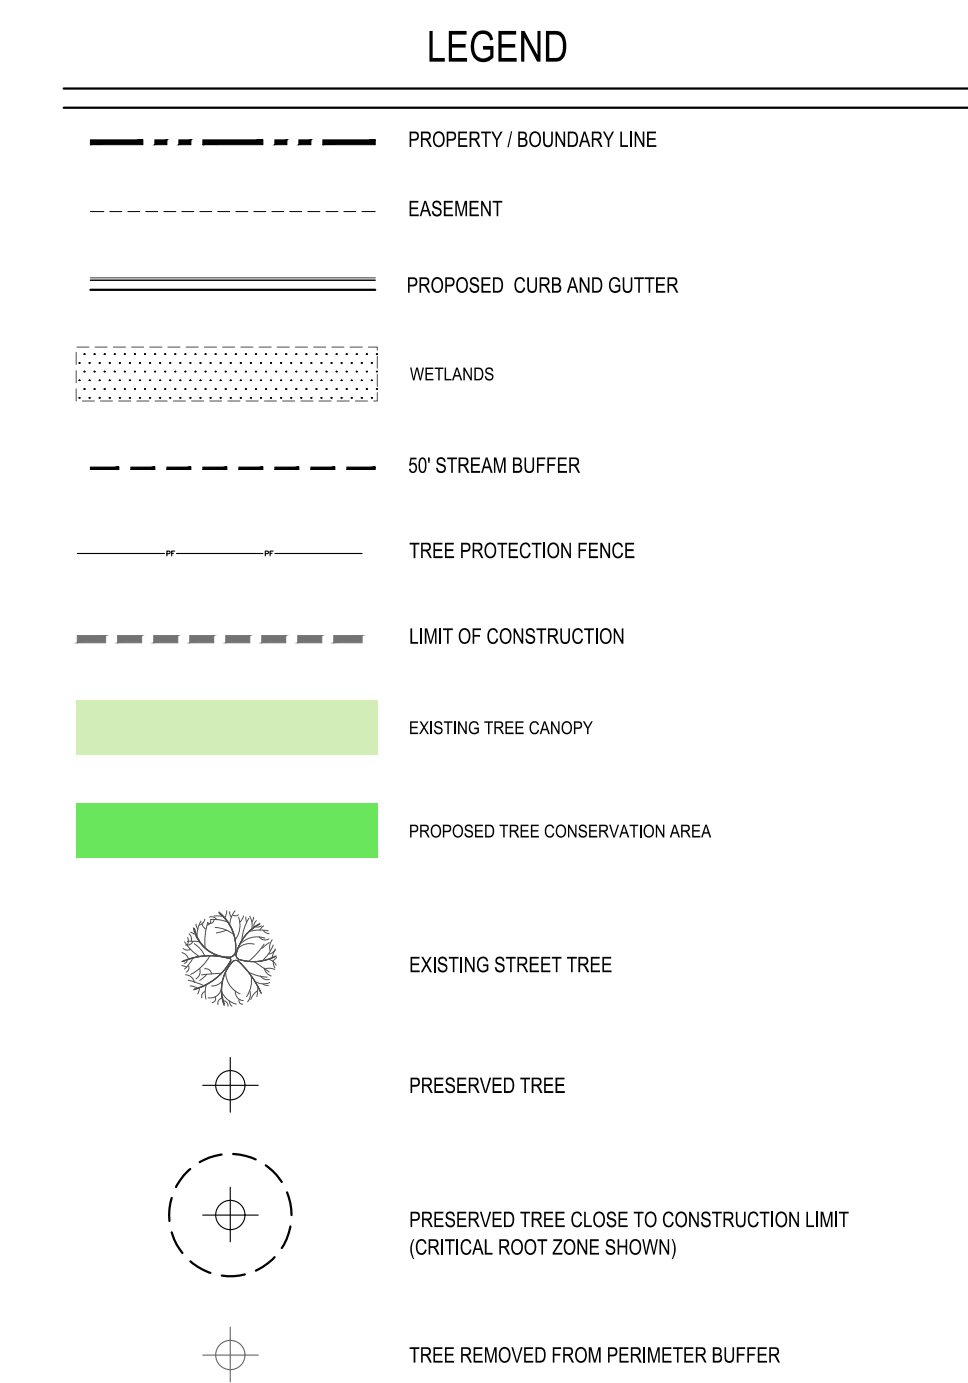 LEGEND
PROPERTY / BOUNDARY LINE
EASEMENT
PROPOSED CURB AND GUTTER
WETLANDS
50' STREAM BUFFER
PF PF
TREE PROTECTION FENCE
LIMIT OF CONSTRUCTION
EXISTING TREE CANOPY
PROPOSED TREE CONSERVATION AREA
EXISTING STREET TREE
PRESERVED TREE
PRESERVED TREE CLOSE TO CONSTRUCTION LIMIT
(CRITICAL ROOT ZONE SHOWN)
TREE REMOVED FROM PERIMETER BUFFER